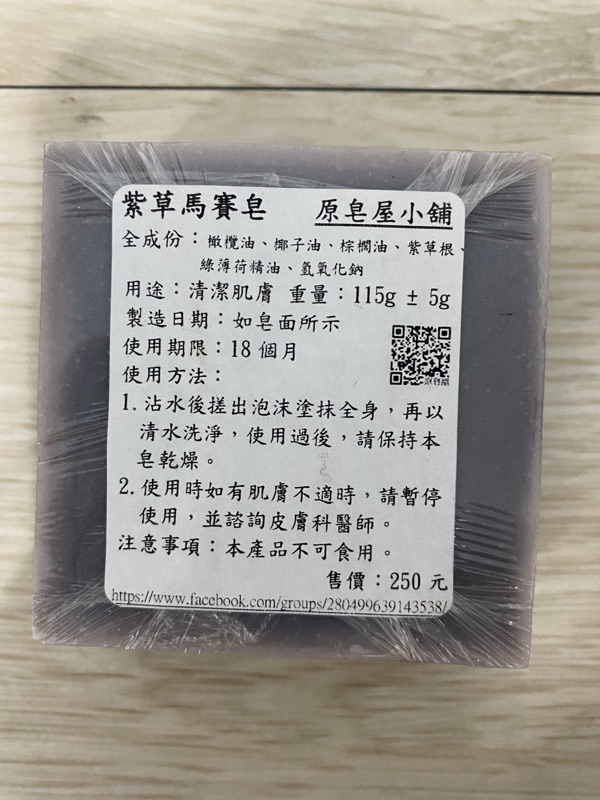 紫草馬賽皂 原皂屋小舖
全成份：橄欖油、椰子油、棕櫚油、紫草根、
綠薄荷精油、氫氧化鈉
用途：清潔肌膚 重量：115g ± 5g
製造日期：如皂面所示
使用期限：18 個月
使用方法：
1. 沾水後搓出泡沫塗抹全身，再以
清水洗淨，使用過後，請保持本
皂乾燥。
2. 使用時如有肌膚不適時，請暫停
使用，並諮詢皮膚科醫師。
注意事項：本產品不可食用。
售價：250 元
https://www.facebook.com/groups/280499639143538/